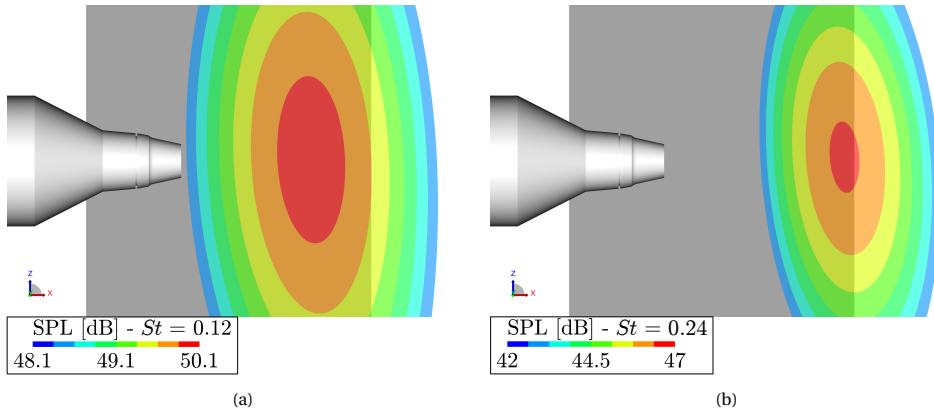 z
x
SPL [dB] - St = 0.12
48.1 49.1 50.1
(a)
z
x
SPL [dB] - St = 0.24
42 44.5 47
(b)